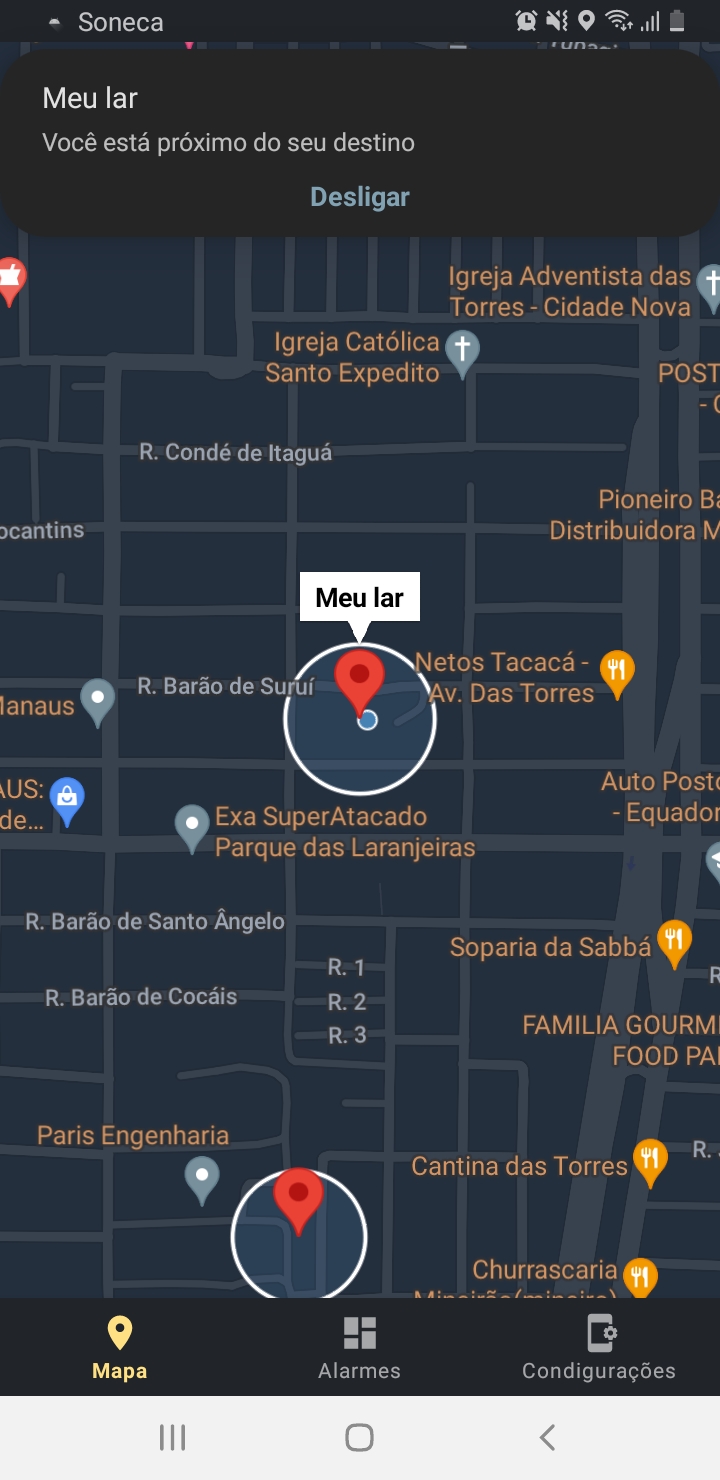 Soneca
Meu lar
Você está próximo do seu destino
Desligar
Igreja Adventista das
Torres - Cidade Nova
Igreja Católica
Santo Expedito
POST
R. Condé de Itaguá
Pioneiro Ba
Distribuidora M
ocantins
Meu lar
Netos Tacacá -
Av. Das Torres
R. Barão de Suruí
Manaus
AUS:
de...
Auto Posto
- Equador
Exa SuperAtacado
Parque das Laranjeiras
R. Barão de Santo Ângelo
Soparia da Sabbá
R. 1
R
R. Barão de Cocáis
R. 2
R. 3
FAMILIA GOURM
FOOD PA
Paris Engenharia
R.
Cantina das Torres
Churrascaria
Mineirão(mineiro)
Mapa
Alarmes
Condigurações